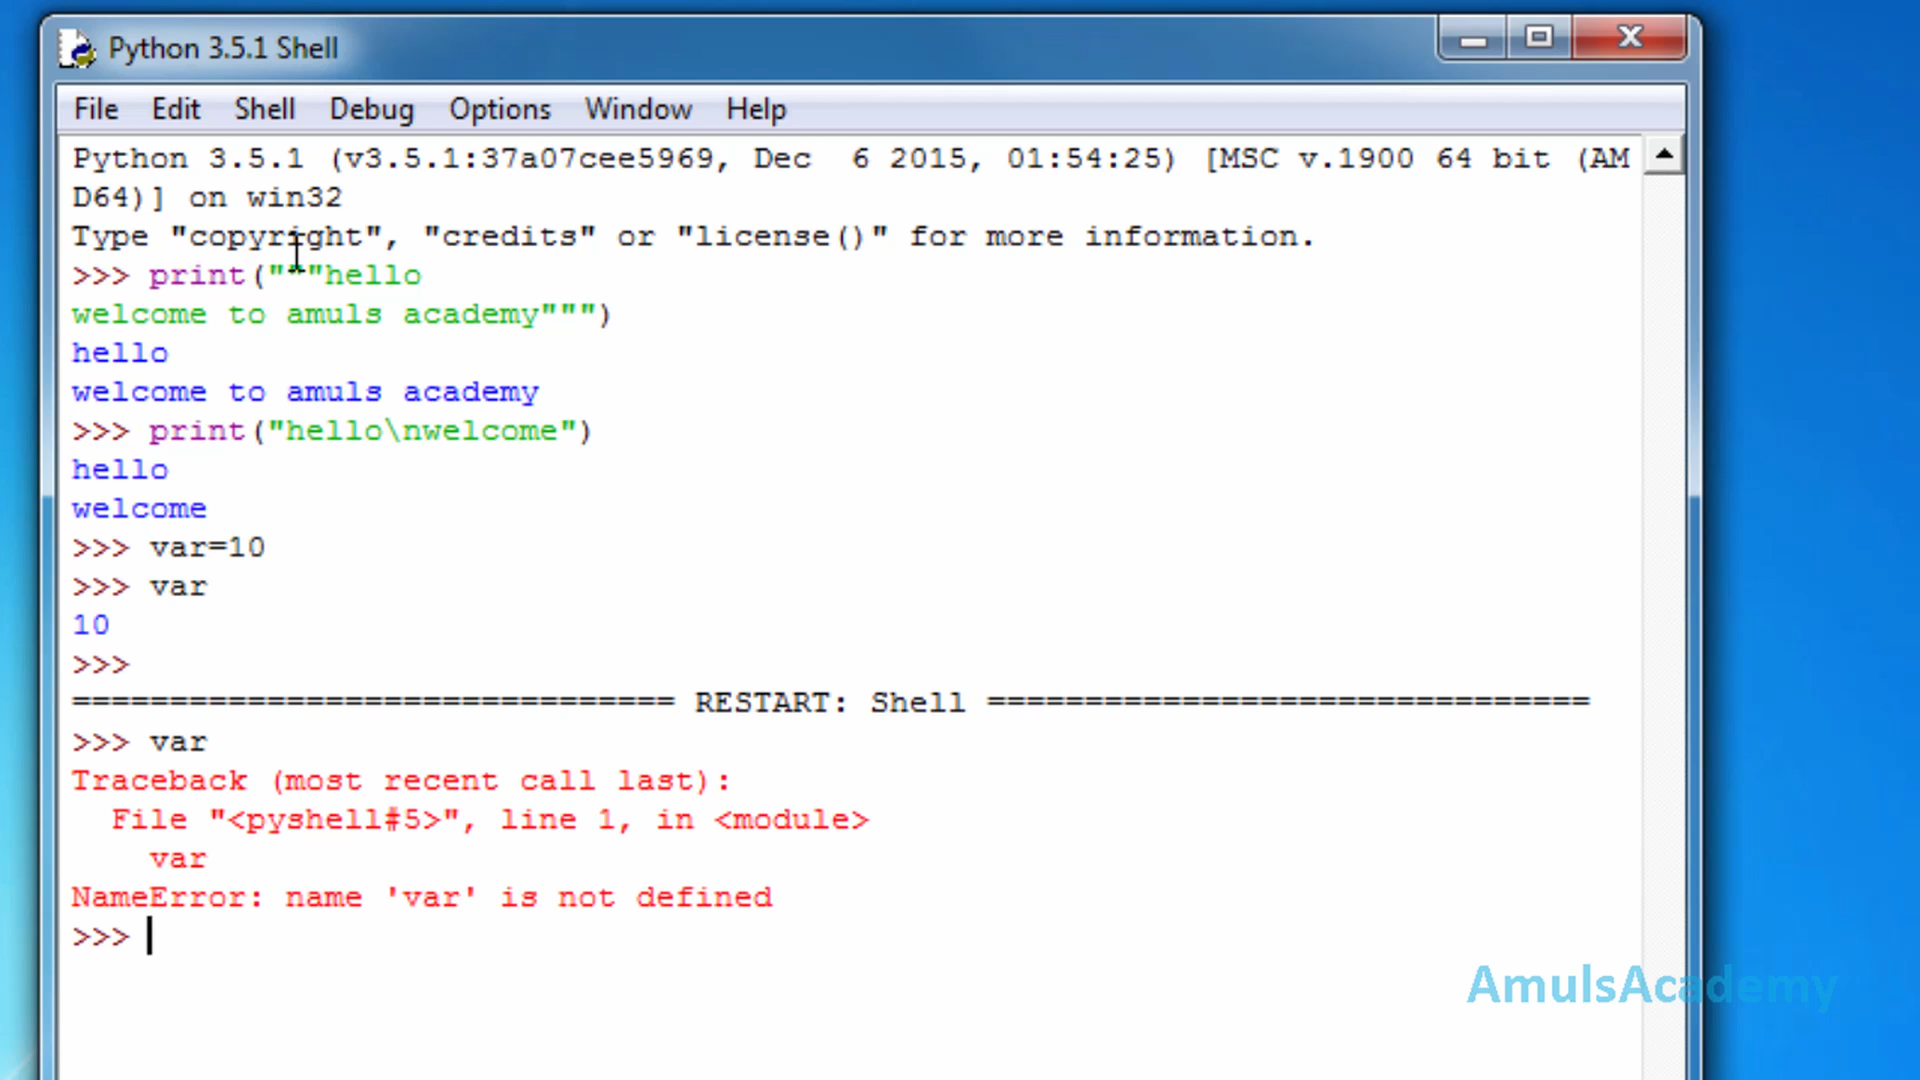 Python 3.5.1 Shell
File Edit Shell Debug Options Window Help
Python 3.5.1 (v3.5.1:37a07cee5969, Dec  6 2015, 01:54:25) [MSC v.1900 64 bit (AM
D64)] on win32
Type "copyright", "credits" or "license()" for more information.
>>> print("""hello
welcome to amuls academy""")
hello
welcome to amuls academy
>>> print("hello\nwelcome")
hello
welcome
>>> var=10
>>> var
10
>>>
=============================== RESTART: Shell ===============================
>>> var
Traceback (most recent call last):
  File "<pyshell#5>", line 1, in <module>
    var
NameError: name 'var' is not defined
>>>
AmulsAcademy